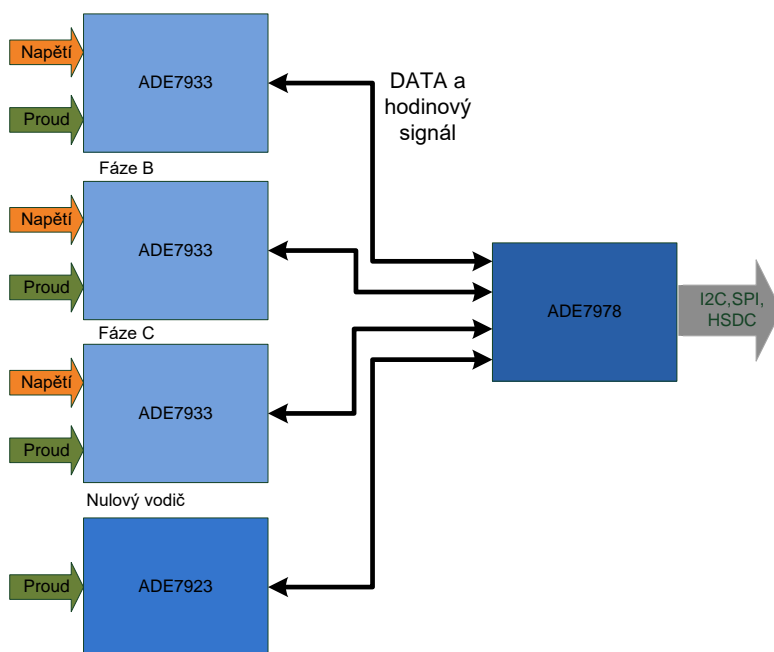 Napětí
ADE7933
Proud
DATA a
hodinový
signál
Fáze B
Napětí
ADE7933
Proud
Fáze C
Napětí
ADE7933
Proud
Nulový vodič
Proud
ADE7923
ADE7978
I2C,SPI,
HSDC